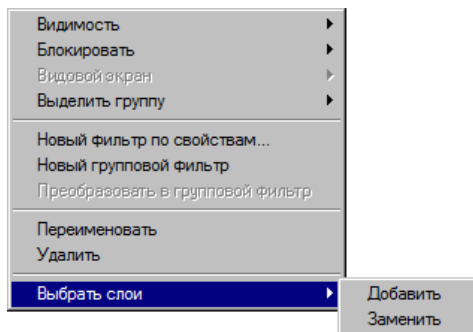 Видимость
Блокировать
Видовой экран
Выделить группу
Новый фильтр по свойствам...
Новый групповой фильтр
Преобразовать в групповой фильтр
Переименовать
Удалить
Выбрать слои
Добавить
Заменить